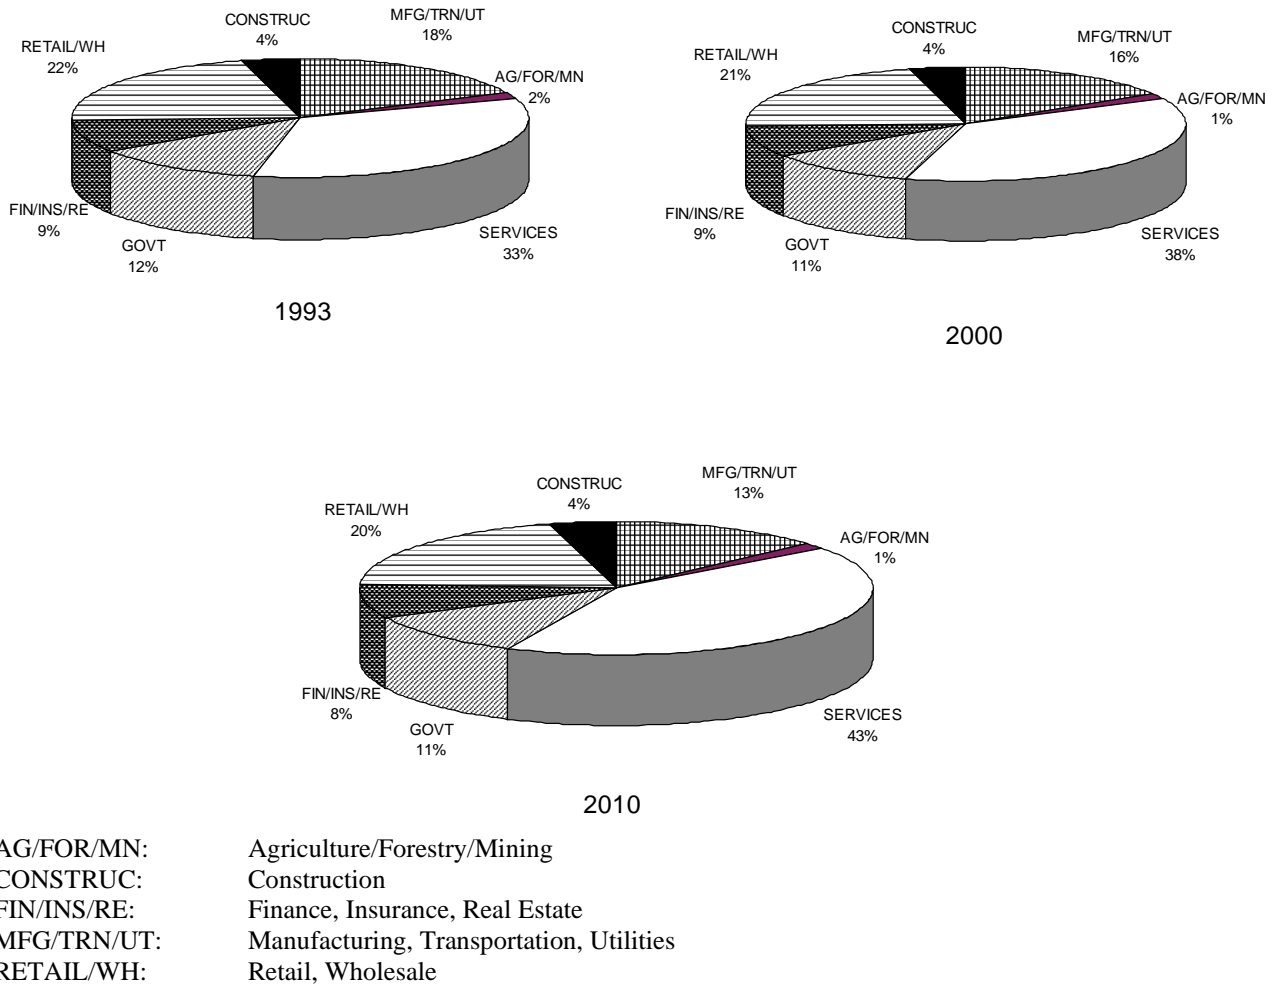 CONSTRUC
4%
MFG/TRN/UT
18%
RETAIL/WH
22%
AG/FOR/MN
2%
FIN/INS/RE
9%
GOVT
12%
SERVICES
33%
1993
CONSTRUC
4%
MFG/TRN/UT
16%
RETAIL/WH
21%
AG/FOR/MN
1%
FIN/INS/RE
9%
GOVT
11%
SERVICES
38%
2000
CONSTRUC
4%
MFG/TRN/UT
13%
RETAIL/WH
20%
AG/FOR/MN
1%
FIN/INS/RE
8%
GOVT
11%
SERVICES
43%
2010
AG/FOR/MN: Agriculture/Forestry/Mining
CONSTRUC: Construction
FIN/INS/RE: Finance, Insurance, Real Estate
MFG/TRN/UT: Manufacturing, Transportation, Utilities
RETAIL/WH: Retail, Wholesale